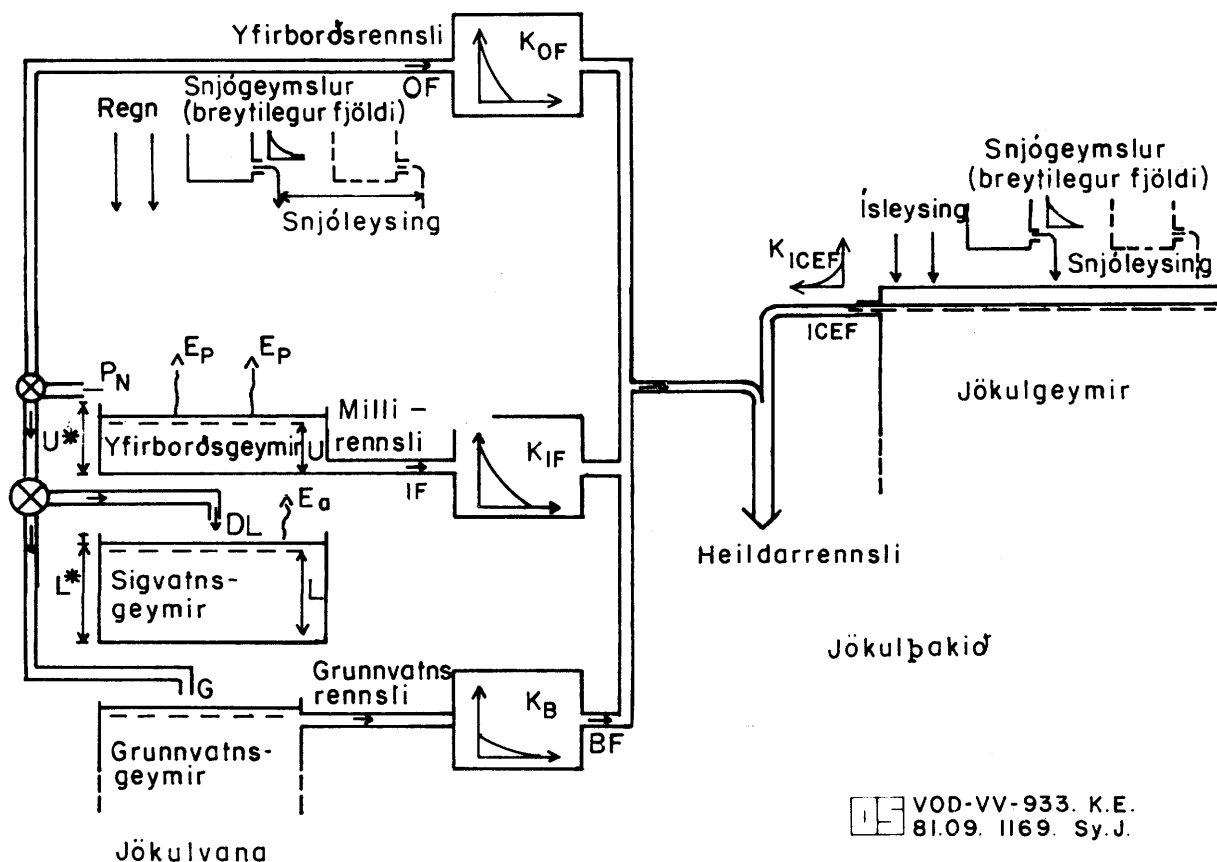 Yfirborðsrennsli
K_OF
OF
Regn
Snjógeymslur
(breytilegur fjöldi)
Snjóleysing
Snjógeymslur
(breytilegur fjöldi)
Ísleysing
K_ICEF
Snjóleysing
ICEF
Jökulgeymir
E_P
E_P
P_N
U*
Yfirborðsgeymir
U
Milli-
rennsli
IF
K_IF
E_a
DL
L*
Sigvatns-
geymir
L
Heildarrennsli
Jökulþakið
G
Grunnvatns
rennsli
K_B
BF
Grunnvatns-
geymir
Jökulvana
OS VOD-VV-933. K.E.
81.09. 1169. Sy.J.